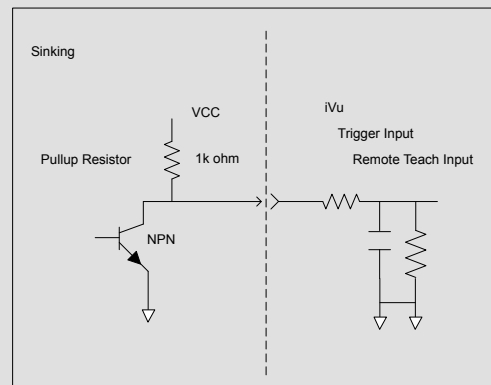 Sinking
iVu
VCC
Trigger Input
Pullup Resistor
1k ohm
Remote Teach Input
NPN